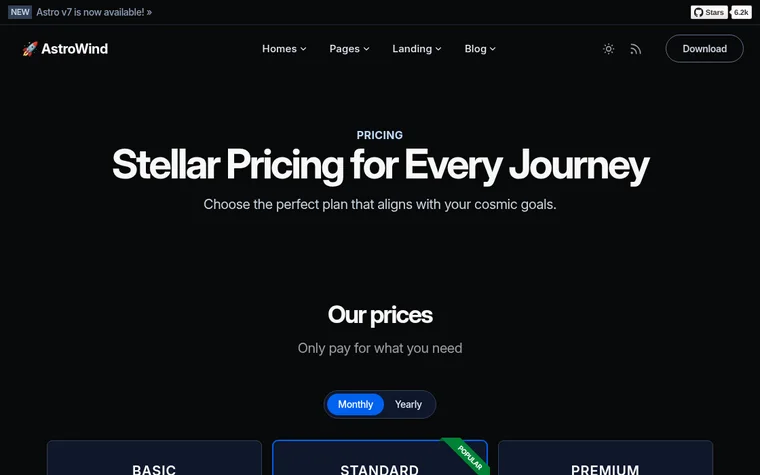 NEW Astro v7 is now available! »
Stars 6.2k
🚀 AstroWind Homes Pages Landing Blog Download
PRICING
Stellar Pricing for Every Journey
Choose the perfect plan that aligns with your cosmic goals.
Our prices
Only pay for what you need
Monthly Yearly
POPULAR
BASIC STANDARD PREMIUM